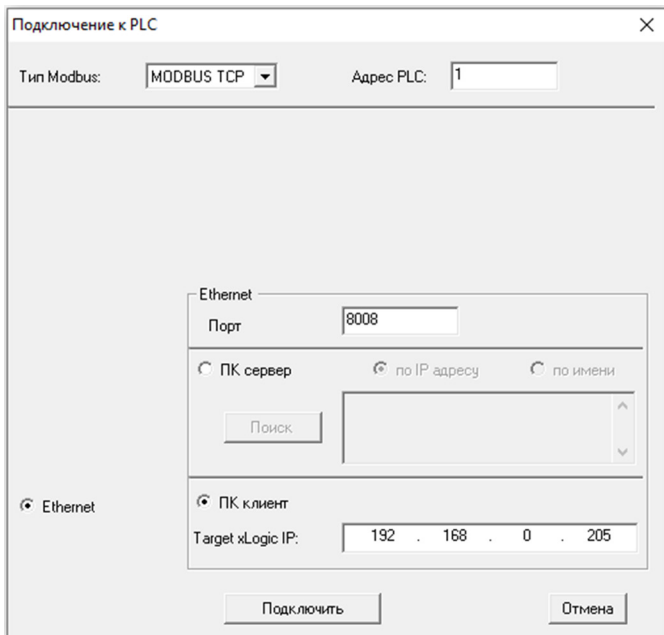 Подключение к PLC
Тип Modbus: MODBUS TCP Адрес PLC: 1
Ethernet
Порт 8008
ПК сервер по IP адресу по имени
Поиск
Ethernet ПК клиент
Target xLogic IP: 192 . 168 . 0 . 205
Подключить Отмена